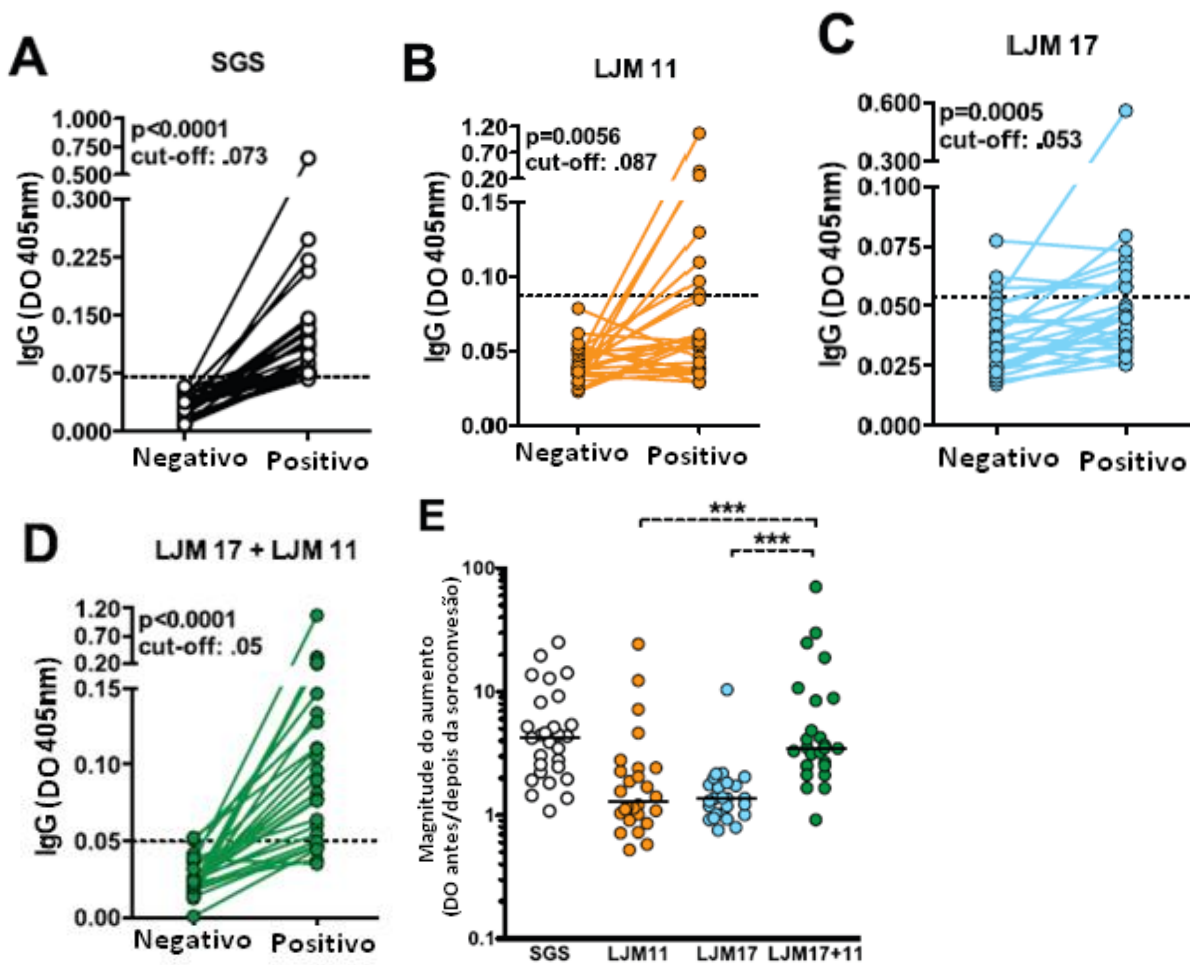 A
SGS
p<0.0001
cut-off: .073
IgG (DO 405nm)
1.000
0.750
0.500
0.300
0.225
0.150
0.075
0.000
Negativo Positivo
B
LJM 11
p=0.0056
cut-off: .087
IgG (DO 405nm)
1.20
0.70
0.20
0.15
0.10
0.05
0.00
Negativo Positivo
C
LJM 17
p=0.0005
cut-off: .053
IgG (DO 405nm)
0.600
0.300
0.100
0.075
0.050
0.025
0.000
Negativo Positivo
D
LJM 17 + LJM 11
p<0.0001
cut-off: .05
IgG (DO 405nm)
1.20
0.70
0.20
0.15
0.10
0.05
0.00
Negativo Positivo
E
***
***
Magnitude do aumento
(DO antes/depois da soroconvesão)
100
10
1
0.1
SGS LJM11 LJM17 LJM17+11